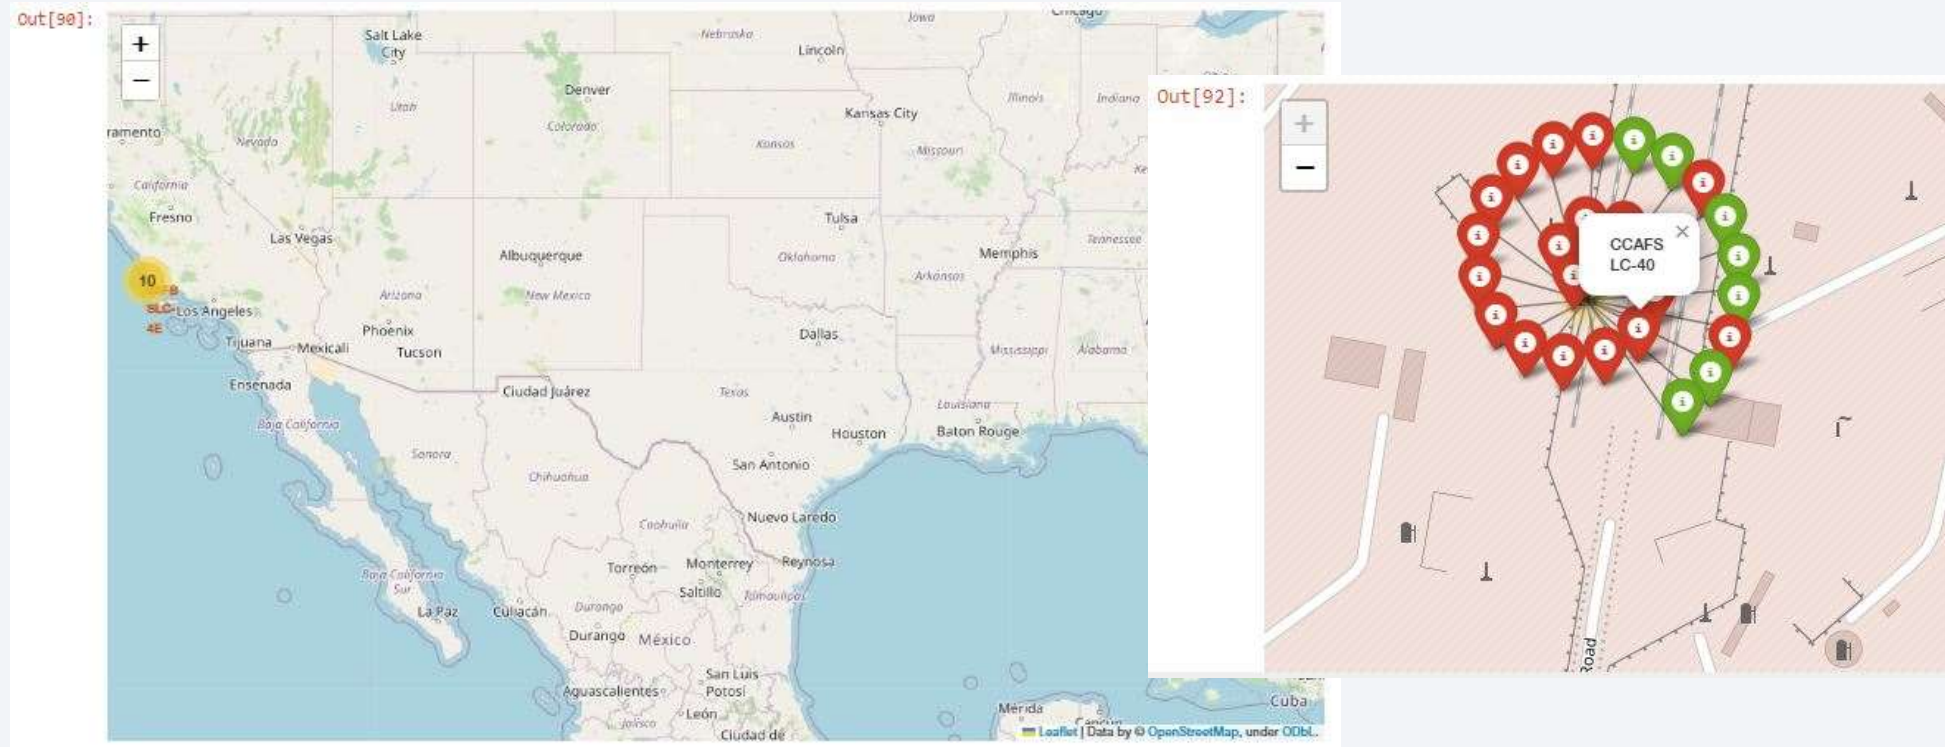 Out[90]:
+
−
Salt Lake
City
Iowa
Chicago
Nebraska
Lincoln
Denver
Utah
Colorado
Kansas City
Illinois
Indiana
ramento
Nevada
Kansas
Missouri
California
Fresno
Las Vegas
Tulsa
Albuquerque
Oklahoma
Memphis
Tennessee
10
Arkansas
Arizona
New Mexico
SLC-
4E
Los Angeles
Phoenix
Dallas
Tijuana
Mexicali
Tucson
Mississippi
Alabama
Ensenada
Ciudad Juárez
Texas
Baja California
Austin
Louisiana
Houston
Baton Rouge
Sonora
San Antonio
Chihuahua
Coahuila
Nuevo Laredo
Torreón
Monterrey
Reynosa
Baja California
Sur
Saltillo
Tamaulipas
La Paz
Culiacán
Durango
Durango
México
San Luis
Potosí
Aguascalientes
León
Jalisco
Ciudad de
Mérida
Cancún
Cuba
Leaflet | Data by © OpenStreetMap, under ODbL.
Out[92]:
+
−
CCAFS
LC-40
×
Road